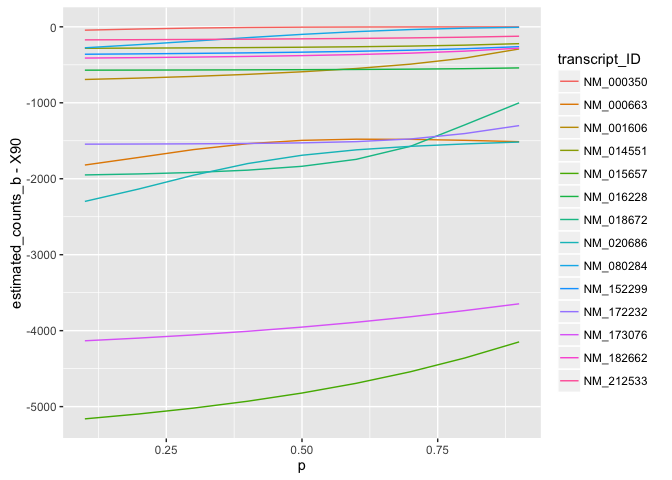 0
-1000
-2000
-3000
-4000
-5000
estimated_counts_b - X90
0.25 0.50 0.75
p
transcript_ID
NM_000350
NM_000663
NM_001606
NM_014551
NM_015657
NM_016228
NM_018672
NM_020686
NM_080284
NM_152299
NM_172232
NM_173076
NM_182662
NM_212533